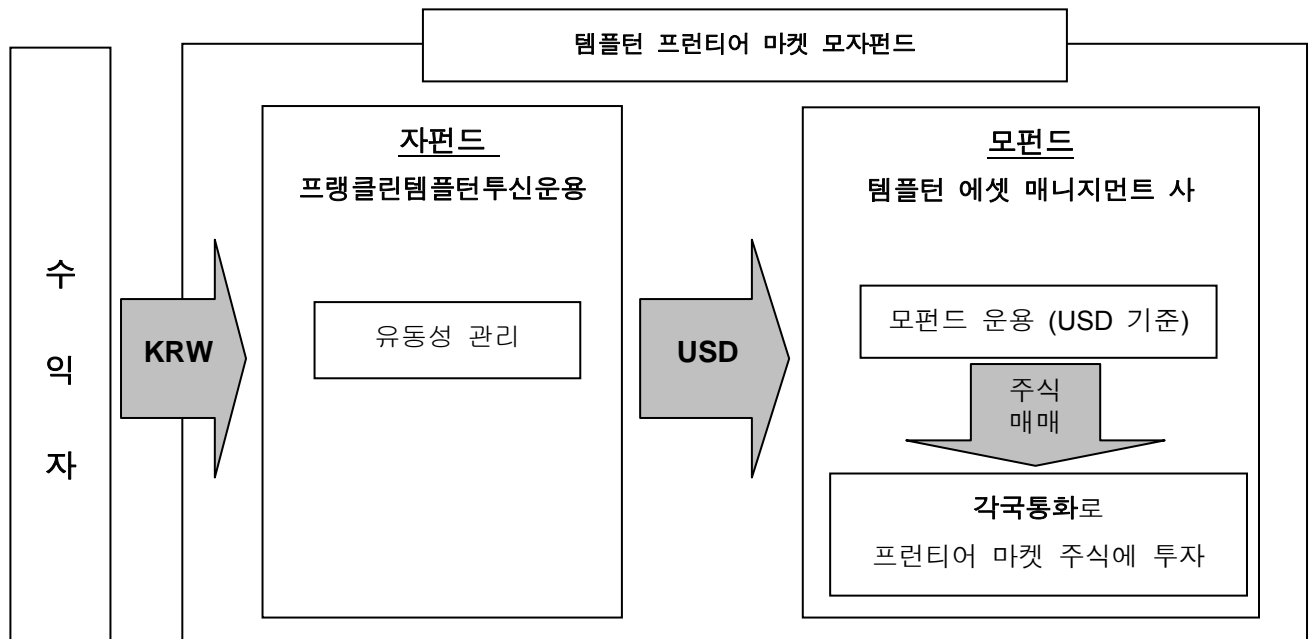 템플턴 프런티어 마켓 모자펀드
수
익
자
KRW
자펀드
프랭클린템플턴투신운용
유동성 관리
USD
모펀드
템플턴 에셋 매니지먼트 사
모펀드 운용 (USD 기준)
주식
매매
각국통화로
프런티어 마켓 주식에 투자